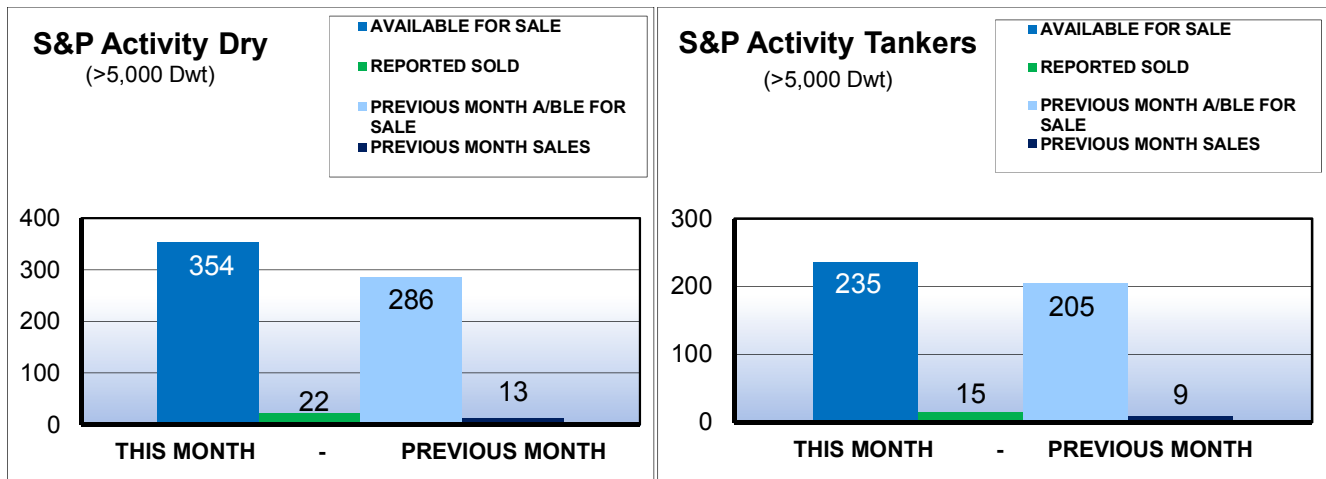 S&P Activity Dry
(>5,000 Dwt)
AVAILABLE FOR SALE
REPORTED SOLD
PREVIOUS MONTH A/BLE FOR
SALE
PREVIOUS MONTH SALES
400
300
200
100
0
354
22
286
13
THIS MONTH - PREVIOUS MONTH
S&P Activity Tankers
(>5,000 Dwt)
AVAILABLE FOR SALE
REPORTED SOLD
PREVIOUS MONTH A/BLE FOR
SALE
PREVIOUS MONTH SALES
300
200
100
0
235
15
205
9
THIS MONTH - PREVIOUS MONTH